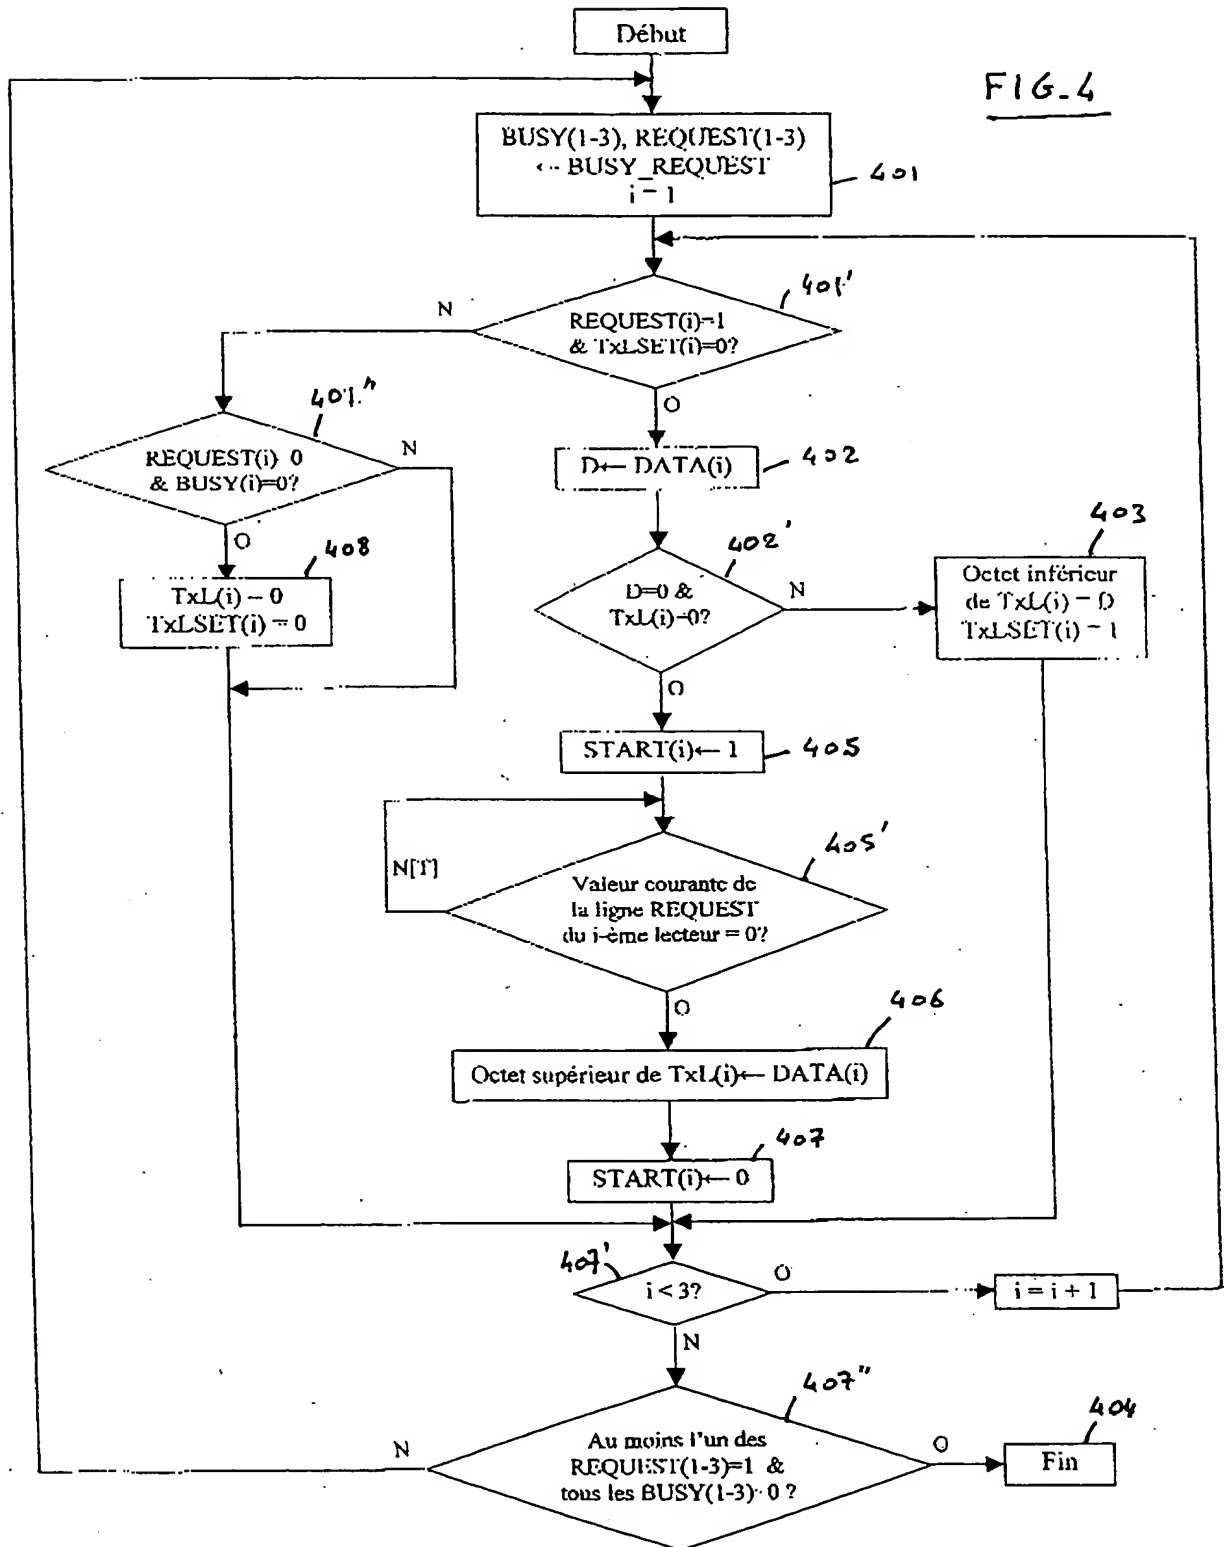 Début
FIG.4
BUSY(1-3), REQUEST(1-3)
← BUSY_REQUEST
i = 1
401
401'
N
REQUEST(i)=1
& TxLSET(i)=0?
O
401"
REQUEST(i) 0
& BUSY(i)=0?
N
O
D← DATA(i)
402
402'
D=0 &
TxL(i)=0?
N
O
403
Octet inférieur
de TxL(i) = D
TxLSET(i) = 1
408
TxL(i) = 0
TxLSET(i) = 0
START(i)← 1
405
405'
N[T]
Valeur courante de
la ligne REQUEST
du i-ème lecteur = 0?
O
406
Octet supérieur de TxL(i)← DATA(i)
407
START(i)← 0
407'
i < 3?
O
i = i + 1
N
407"
Au moins l'un des
REQUEST(1-3)=1 &
tous les BUSY(1-3)=0 ?
N
O
404
Fin